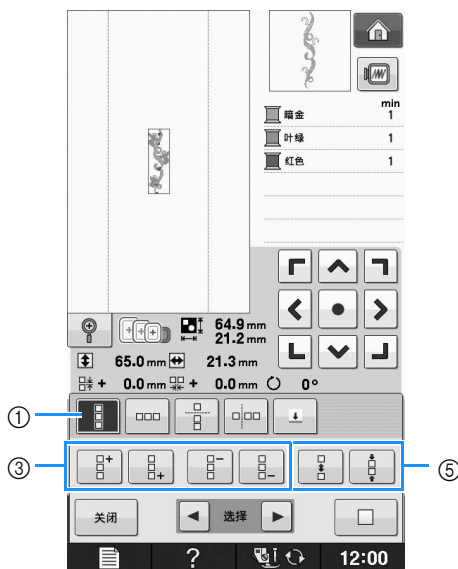 min
暗金 1
叶绿 1
红色 1
64.9 mm
21.2 mm
65.0 mm 21.3 mm
+ 0.0 mm + 0.0 mm 0°
①
③ ⑤
关闭 选择
? 12:00